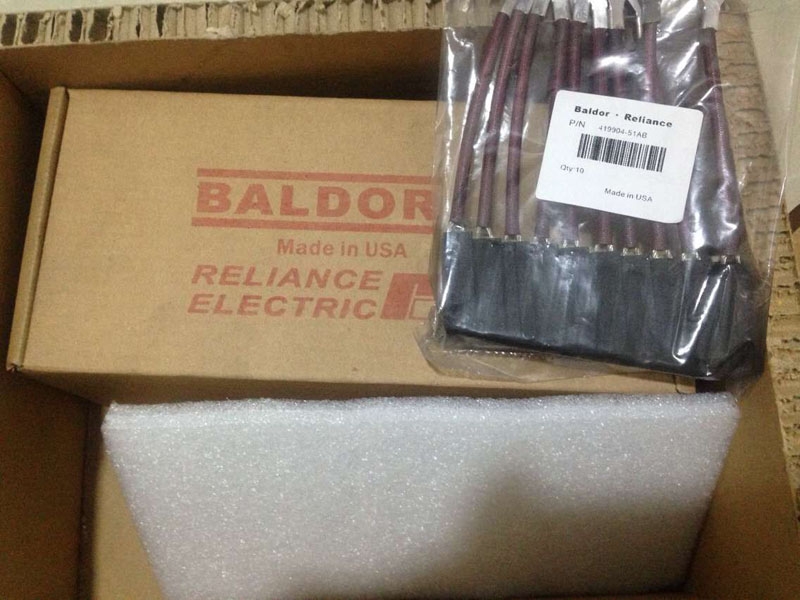 BALDOR
Made in USA
RELIANCE
ELECTRIC
Baldor · Reliance
P/N 419904-51AB
Qty:10
Made in USA